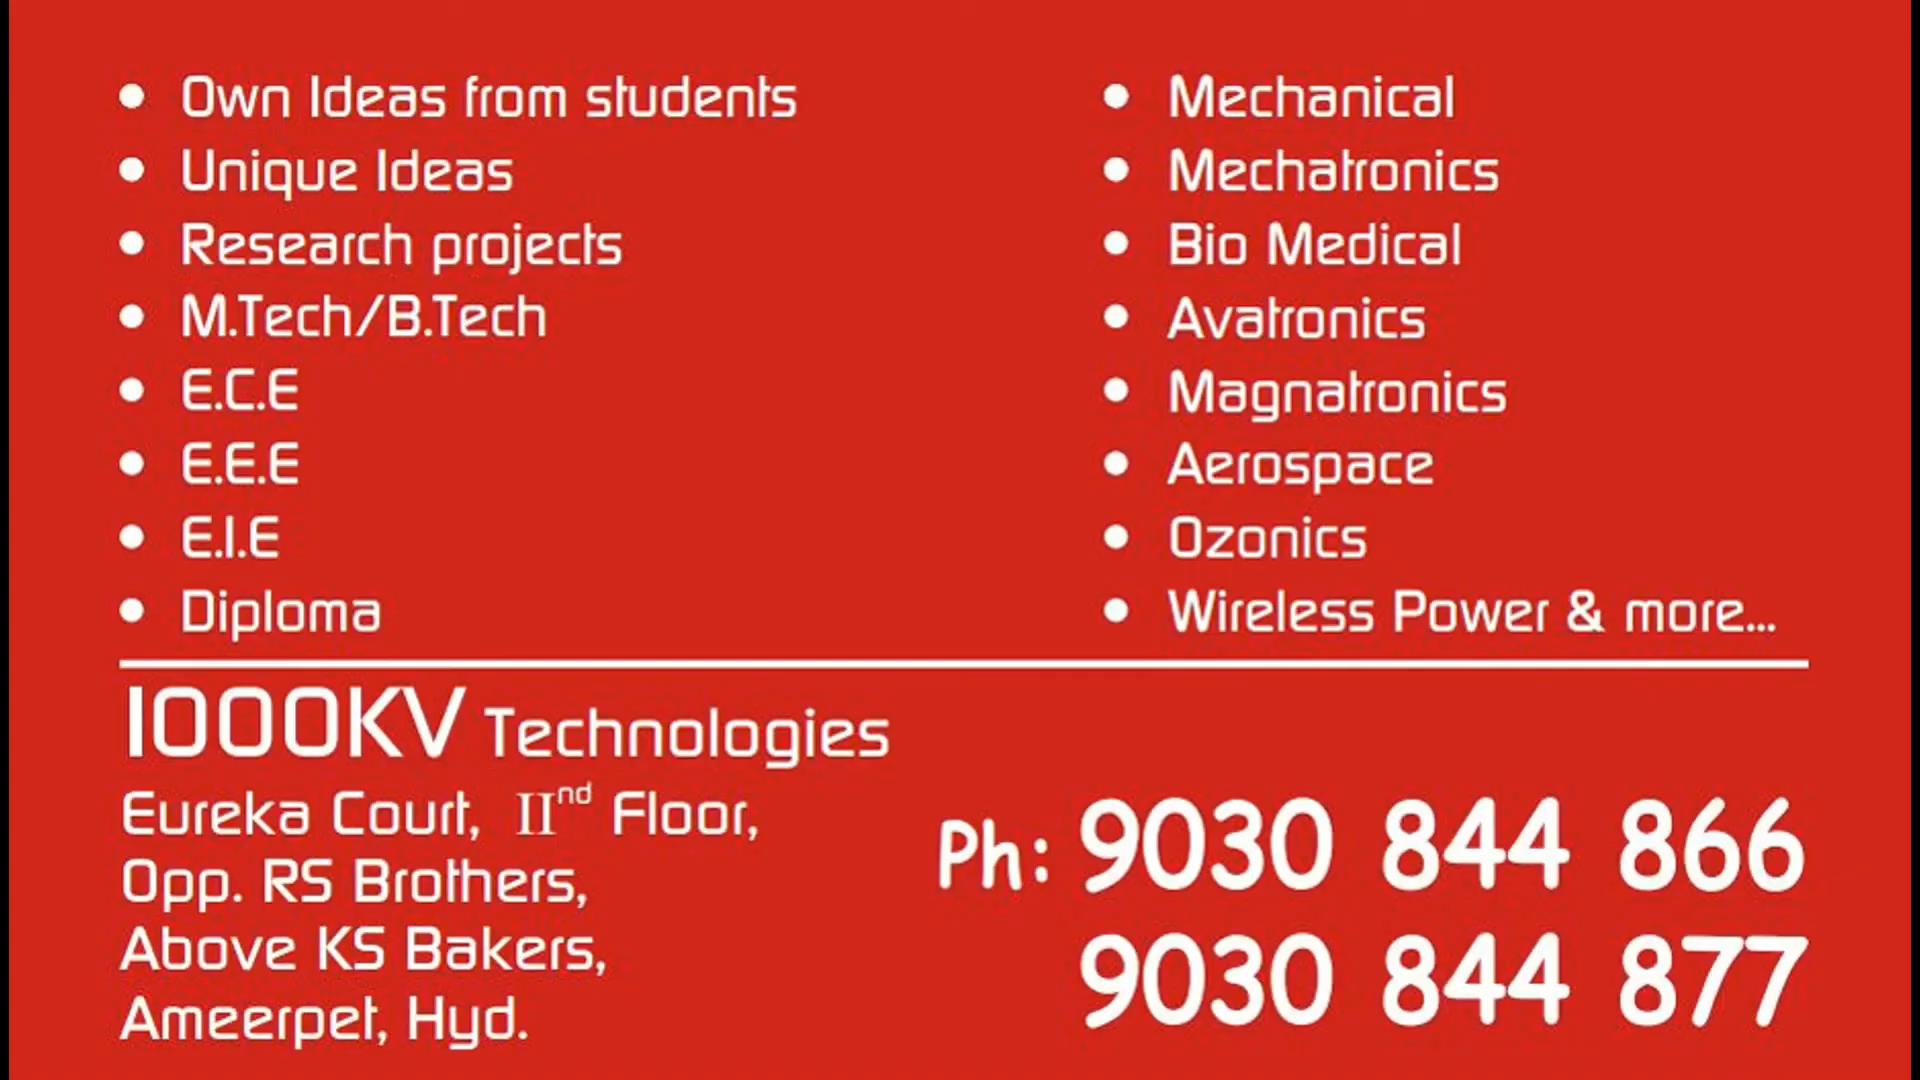 • Own Ideas from students
• Unique Ideas
• Research projects
• M.Tech/B.Tech
• E.C.E
• E.E.E
• E.I.E
• Diploma
• Mechanical
• Mechatronics
• Bio Medical
• Avatronics
• Magnatronics
• Aerospace
• Ozonics
• Wireless Power & more...
1000KV Technologies
Eureka Court, IInd Floor,
Opp. RS Brothers,
Above KS Bakers,
Ameerpet, Hyd.
Ph: 9030 844 866
9030 844 877